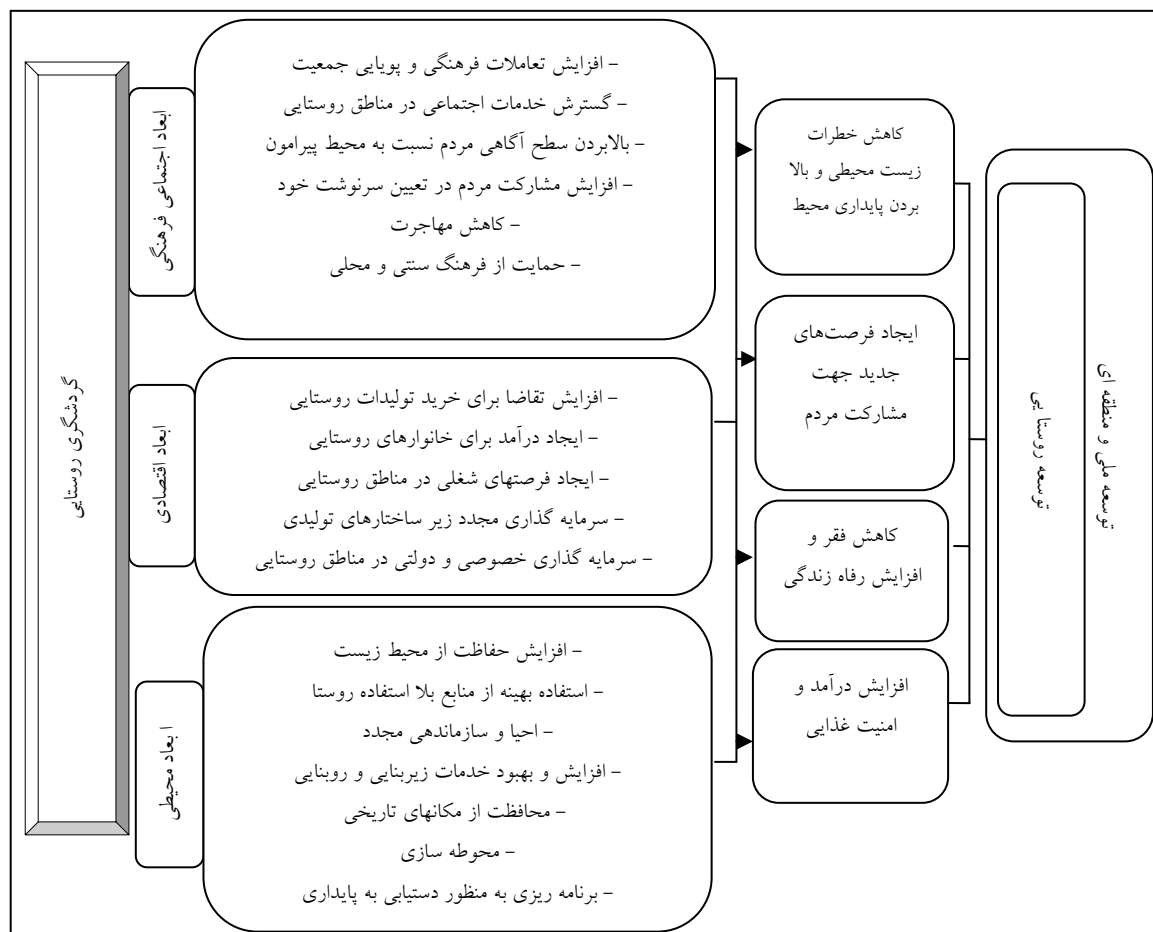 گردشگری روستایی
ابعاد اجتماعی فرهنگی
– افزایش تعاملات فرهنگی و پویایی جمعیت
– گسترش خدمات اجتماعی در مناطق روستایی
– بالابردن سطح آگاهی مردم نسبت به محیط پیرامون
– افزایش مشارکت مردم در تعیین سرنوشت خود
– کاهش مهاجرت
– حمایت از فرهنگ سنتی و محلی
ابعاد اقتصادی
– افزایش تقاضا برای خرید تولیدات روستایی
– ایجاد درآمد برای خانوارهای روستایی
– ایجاد فرصتهای شغلی در مناطق روستایی
– سرمایه گذاری مجدد زیر ساختارهای تولیدی
– سرمایه گذاری خصوصی و دولتی در مناطق روستایی
ا بعاد محیطی
– افزایش حفاظت از محیط زیست
– استفاده بهینه از منابع بلا استفاده روستا
– احیا و سازماندهی مجدد
– افزایش و بهبود خدمات زیربنایی و روبنایی
– محافظت از مکانهای تاریخی
– محوطه سازی
– برنامه ریزی به منظور دستیابی به پایداری
کاهش خطرات
زیست محیطی و بالا
بردن پایداری محیط
ایجاد فرصت‌های
جدید جهت
مشارکت مردم
کاهش فقر و
افزایش رفاه زندگی
افزایش درآمد و
امنیت غذایی
توسعه روستا یی
توسعه ملی و منطقه ای